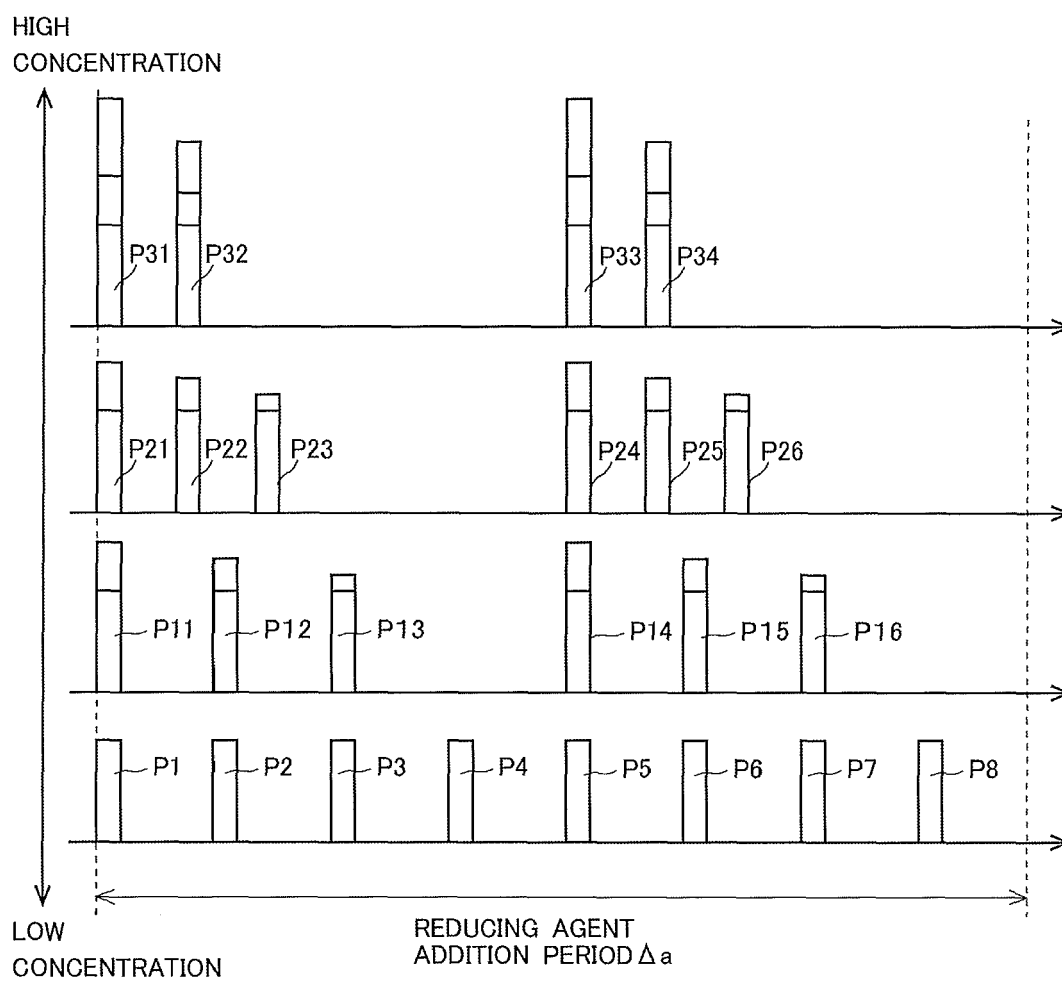 HIGH
CONCENTRATION
P31 P32 P33 P34
P21 P22 P23 P24 P25 P26
P11 P12 P13 P14 P15 P16
P1 P2 P3 P4 P5 P6 P7 P8
LOW
CONCENTRATION
REDUCING AGENT
ADDITION PERIOD Δa